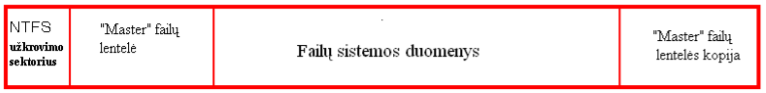 NTFS
užkrovimo
sektorius
"Master" failų
lentelė
Failų sistemos duomenys
"Master" failų
lentelės kopija